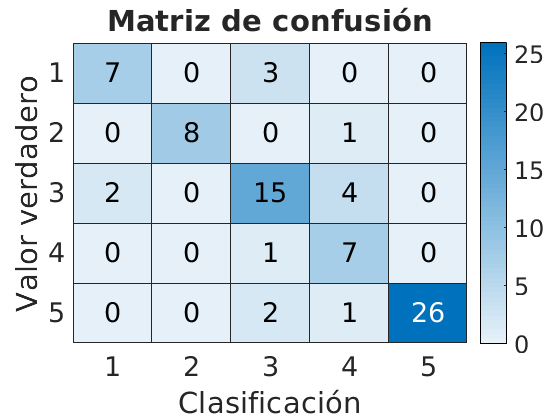 Matriz de confusión
Valor verdadero
1 7 0 3 0 0
2 0 8 0 1 0
3 2 0 15 4 0
4 0 0 1 7 0
5 0 0 2 1 26
1 2 3 4 5
Clasificación
25
20
15
10
5
0